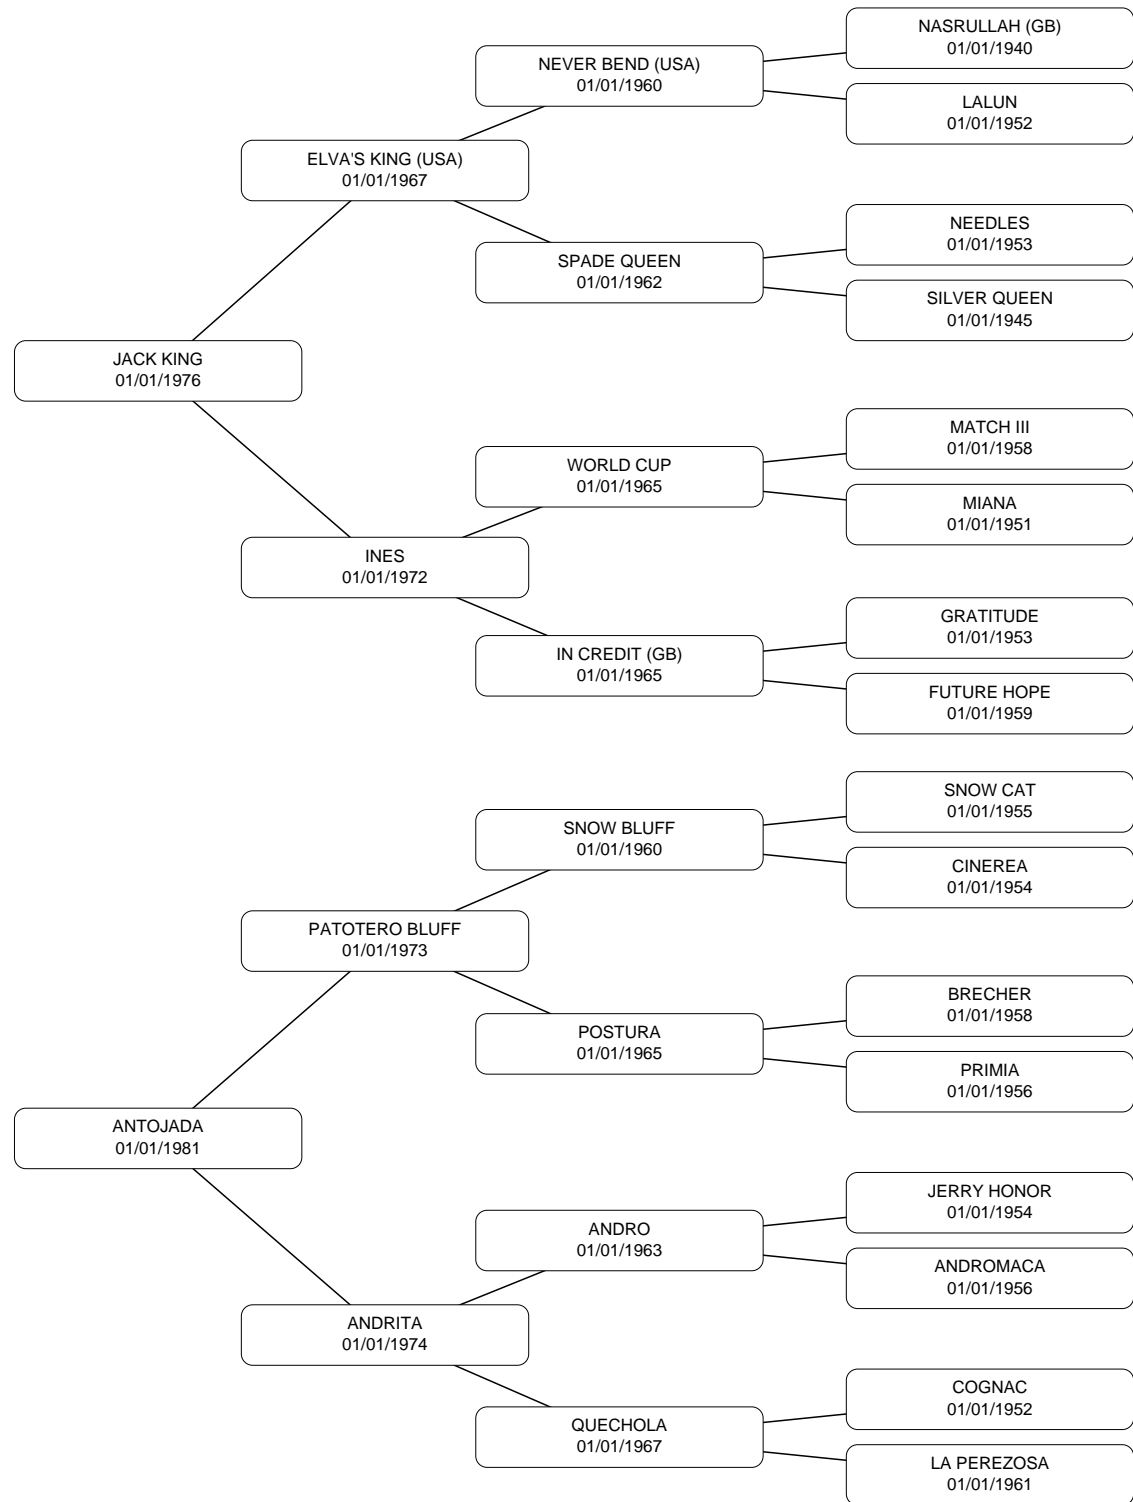 NASRULLAH (GB)
01/01/1940
NEVER BEND (USA)
01/01/1960
LALUN
01/01/1952
ELVA'S KING (USA)
01/01/1967
NEEDLES
01/01/1953
SPADE QUEEN
01/01/1962
SILVER QUEEN
01/01/1945
JACK KING
01/01/1976
MATCH III
01/01/1958
WORLD CUP
01/01/1965
MIANA
01/01/1951
INES
01/01/1972
GRATITUDE
01/01/1953
IN CREDIT (GB)
01/01/1965
FUTURE HOPE
01/01/1959
SNOW CAT
01/01/1955
SNOW BLUFF
01/01/1960
CINEREA
01/01/1954
PATOTERO BLUFF
01/01/1973
BRECHER
01/01/1958
POSTURA
01/01/1965
PRIMIA
01/01/1956
ANTOJADA
01/01/1981
JERRY HONOR
01/01/1954
ANDRO
01/01/1963
ANDROMACA
01/01/1956
ANDRITA
01/01/1974
COGNAC
01/01/1952
QUECHOLA
01/01/1967
LA PEREZOSA
01/01/1961